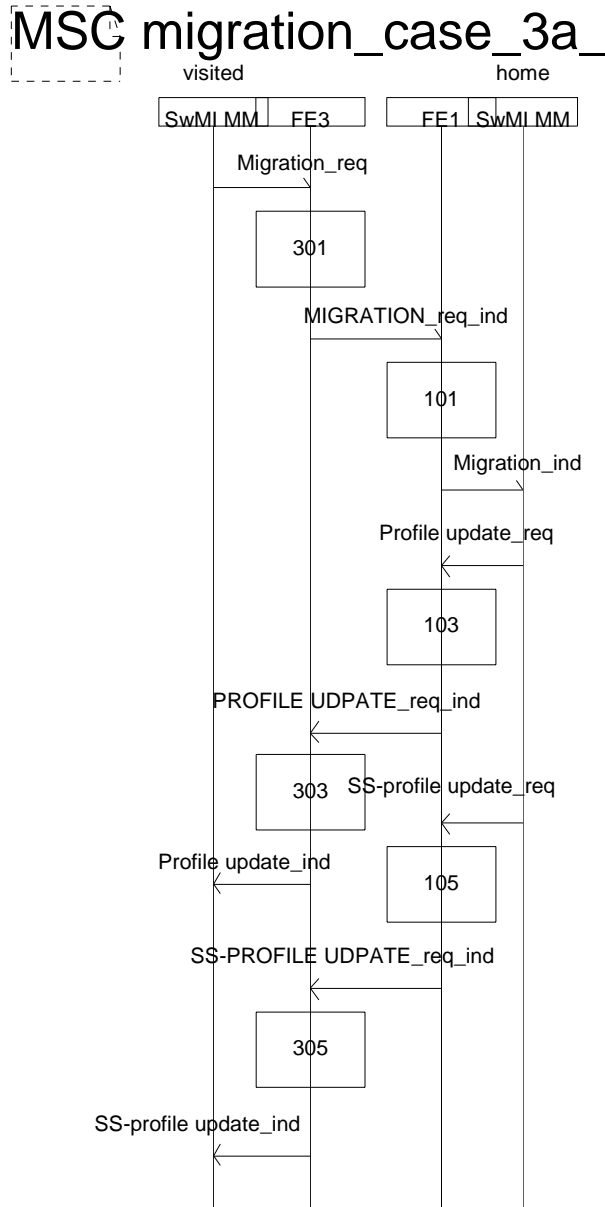 MSC migration_case_3a_
visited home
SwMI MM FE3 FE1 SwMI MM
Migration_req
301
MIGRATION_req_ind
101
Migration_ind
Profile update_req
103
PROFILE UDPATE_req_ind
303 SS-profile update_req
Profile update_ind 105
SS-PROFILE UDPATE_req_ind
305
SS-profile update_ind